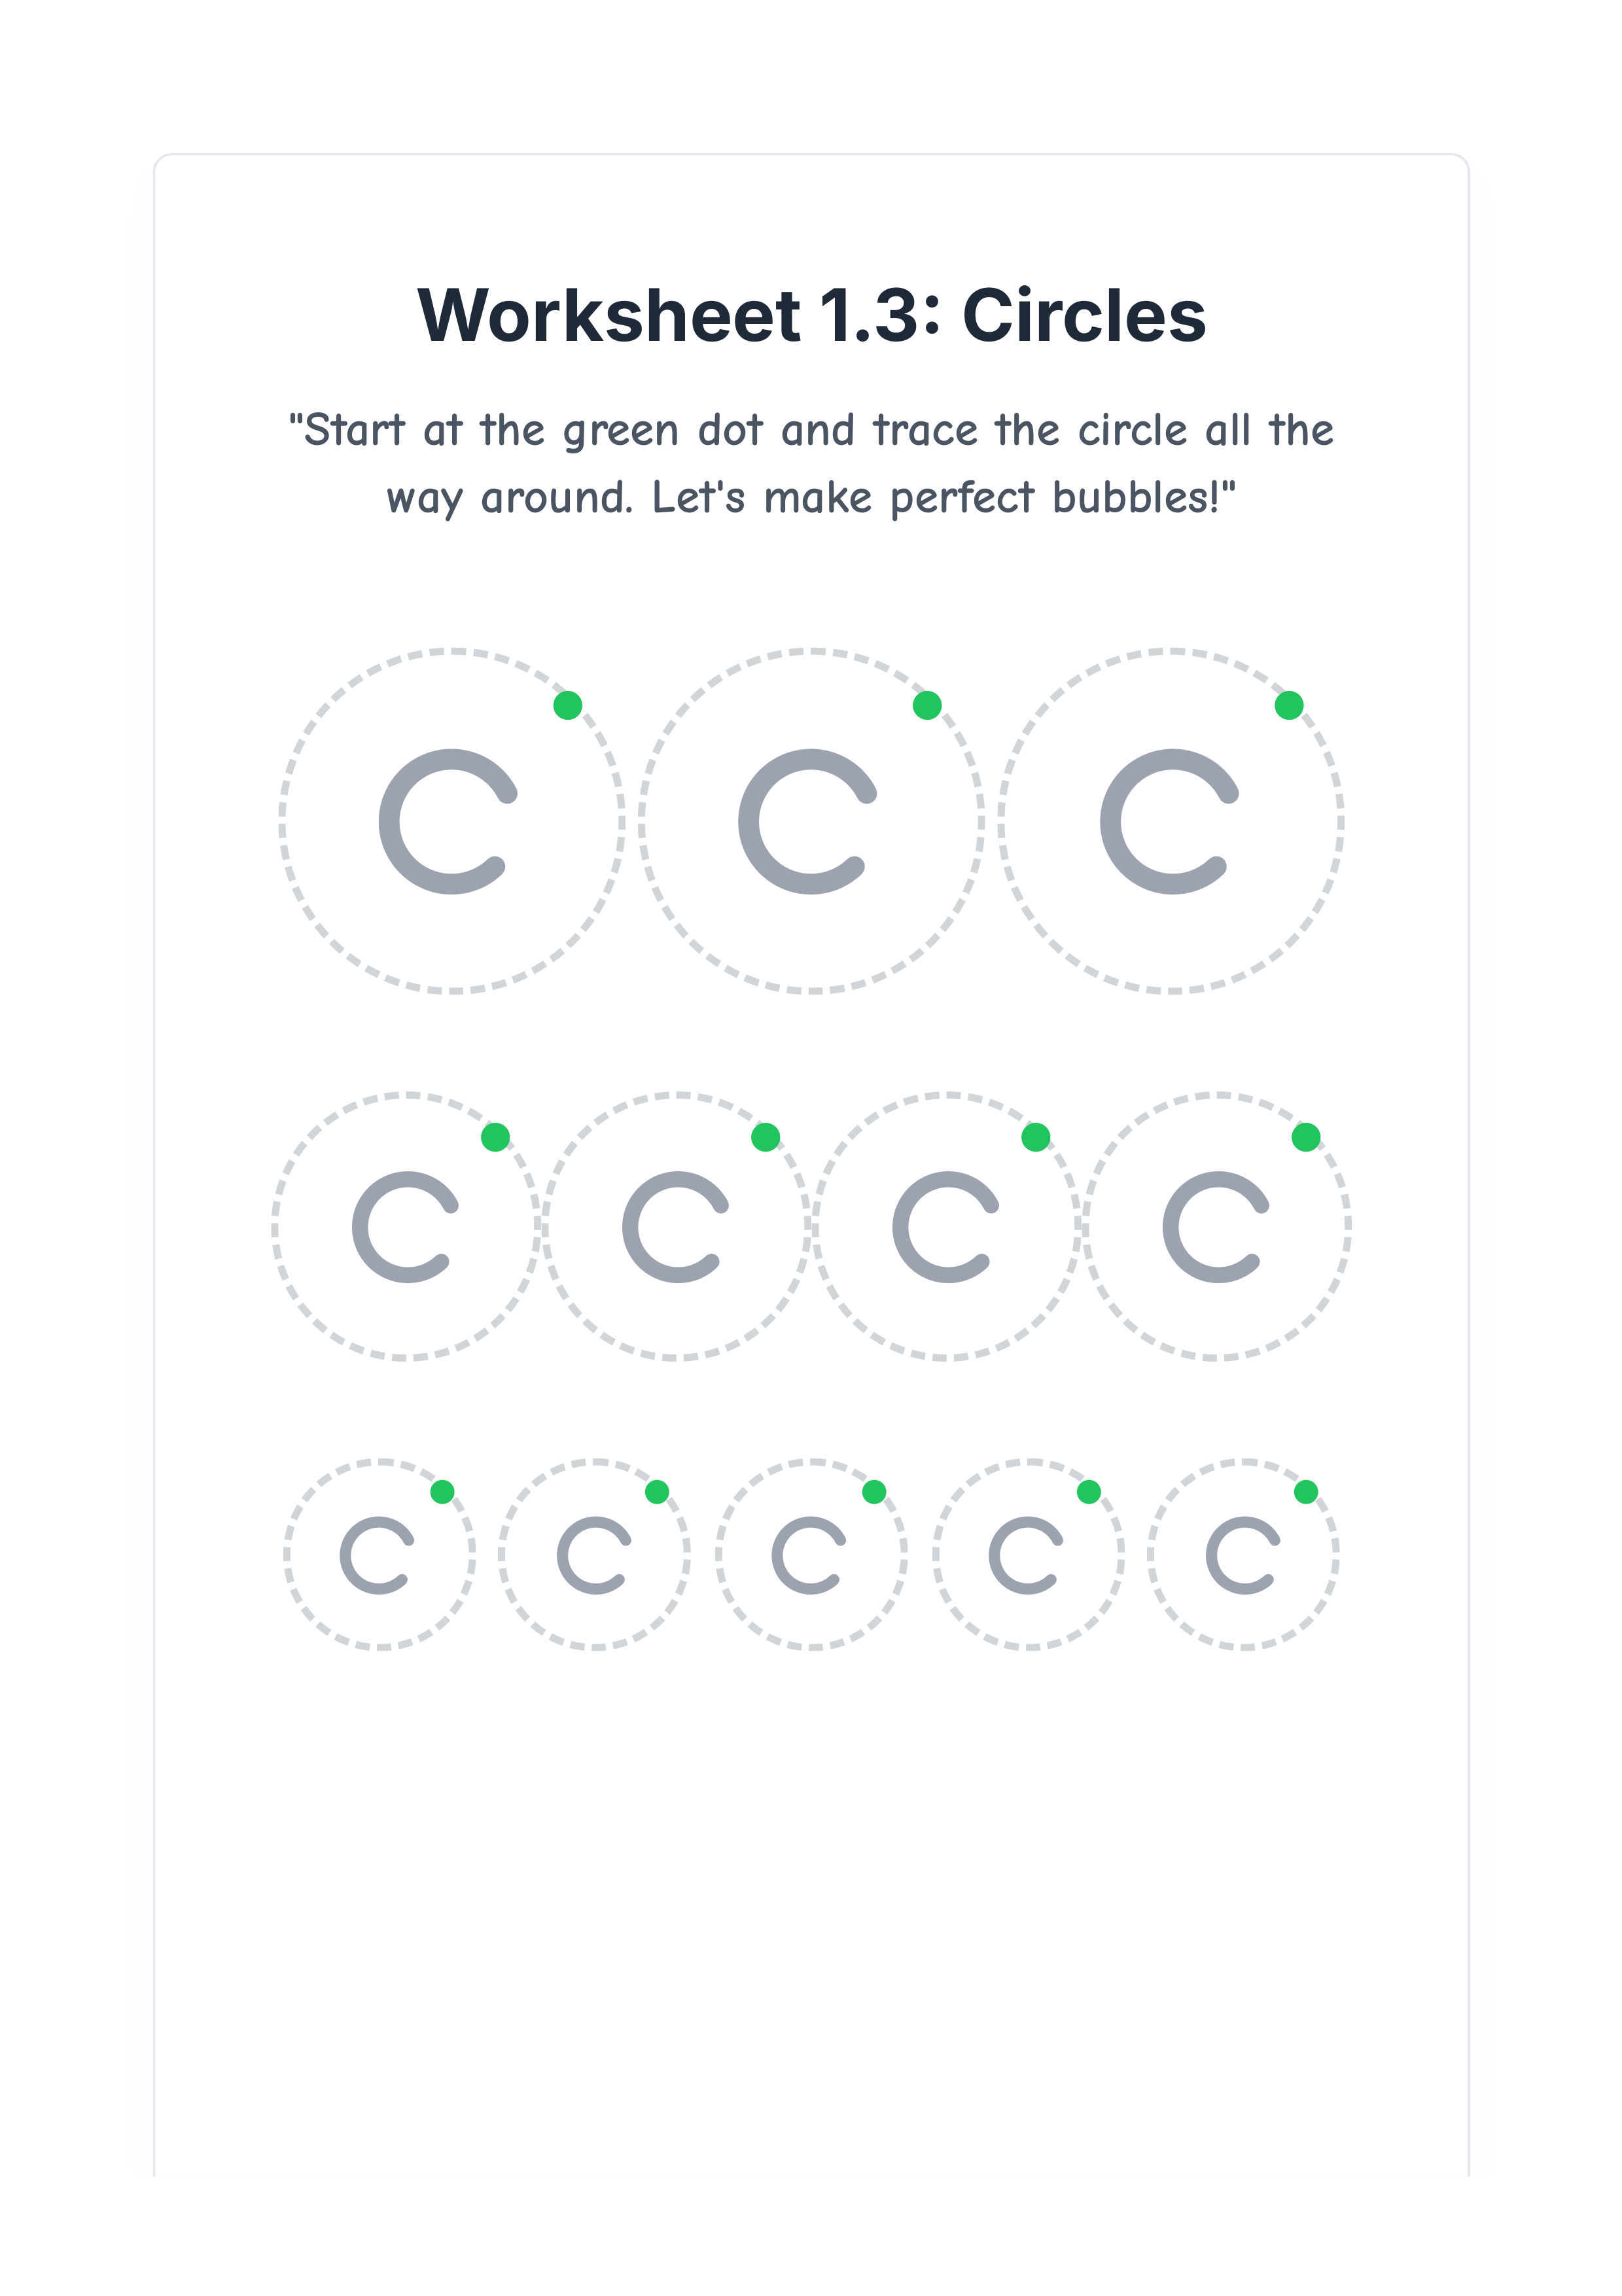 Worksheet 1.3: Circles
"Start at the green dot and trace the circle all the
way around. Let's make perfect bubbles!"
C C C
C C C C
C C C C C